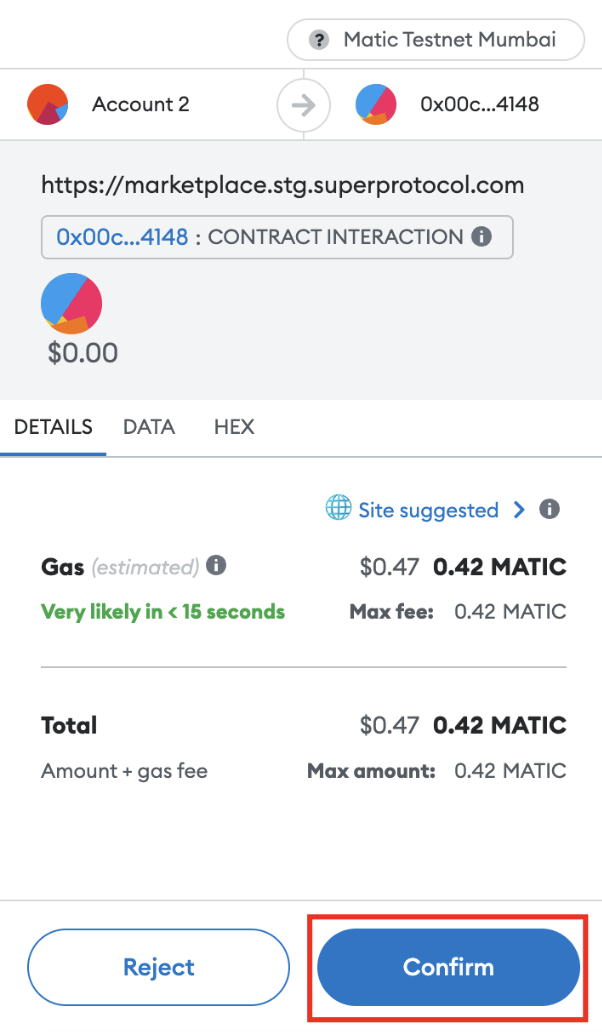 ? Matic Testnet Mumbai
Account 2 0x00c...4148
https://marketplace.stg.superprotocol.com
0x00c...4148 : CONTRACT INTERACTION i
$0.00
DETAILS DATA HEX
Site suggested > i
Gas (estimated) i $0.47 0.42 MATIC
Very likely in < 15 seconds Max fee: 0.42 MATIC
Total $0.47 0.42 MATIC
Amount + gas fee Max amount: 0.42 MATIC
Reject Confirm